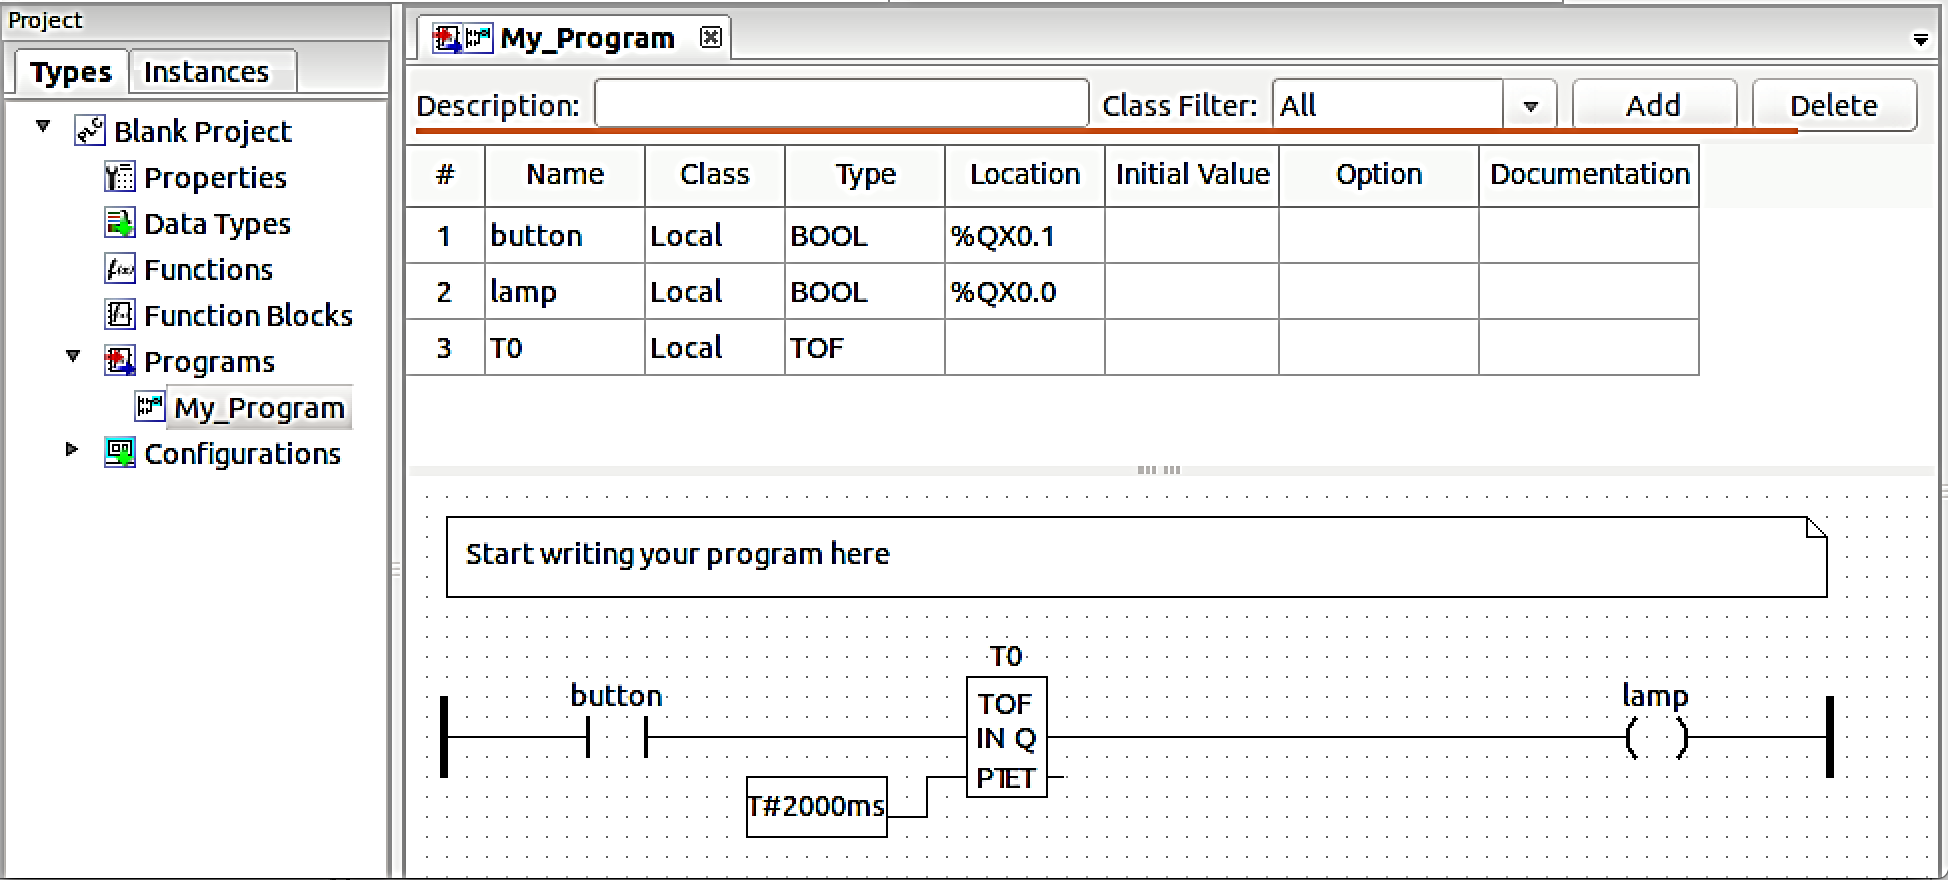 Project
Types Instances
Blank Project
Properties
Data Types
Functions
Function Blocks
Programs
My_Program
Configurations
My_Program
Description: Class Filter: All Add Delete
# Name Class Type Location Initial Value Option Documentation
1 button Local BOOL %QX0.1
2 lamp Local BOOL %QX0.0
3 T0 Local TOF
Start writing your program here
T0
button TOF lamp
IN Q
PT ET
T#2000ms